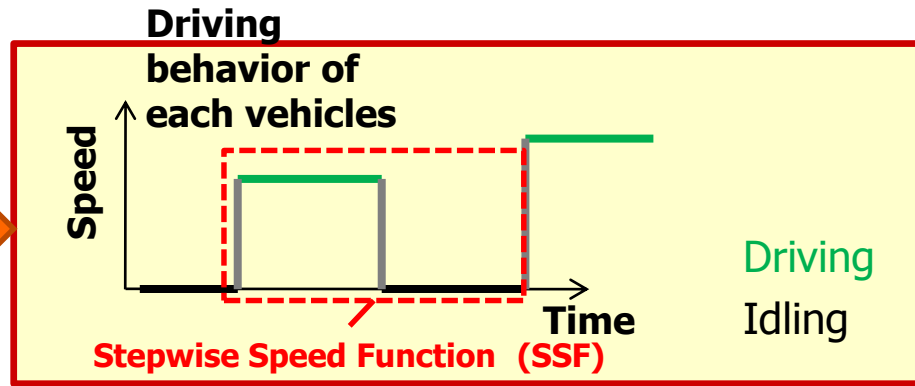 Driving
behavior of
each vehicles
Speed
Driving
Idling
Time
Stepwise Speed Function (SSF)